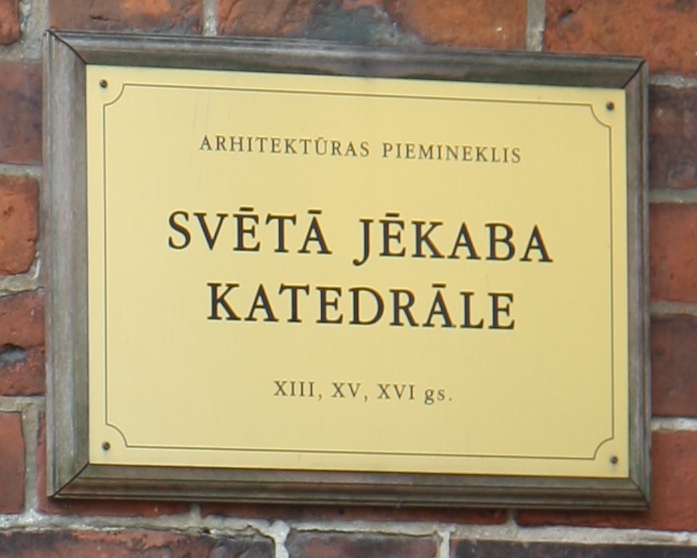 ARHITEKTŪRAS PIEMINEKLIS
SVĒTĀ JĒKABA
KATEDRĀLE
XIII, XV, XVI gs.